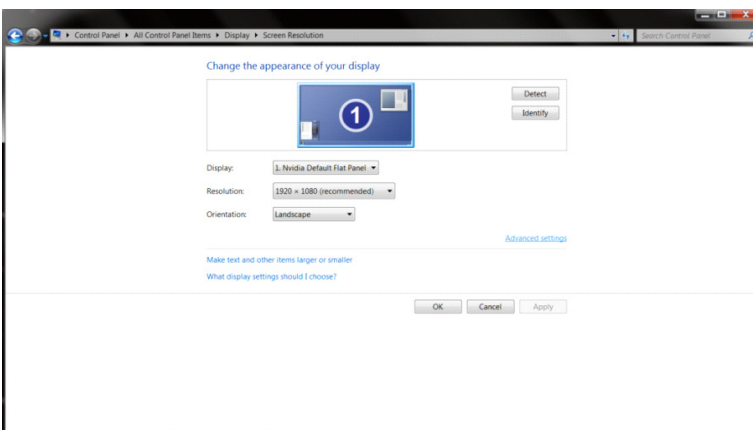 Control Panel ▸ All Control Panel Items ▸ Display ▸ Screen Resolution
Search Control Panel
Change the appearance of your display
1
Detect
Identify
Display: 1. Nvidia Default Flat Panel
Resolution: 1920 × 1080 (recommended)
Orientation: Landscape
Advanced settings
Make text and other items larger or smaller
What display settings should I choose?
OK Cancel Apply